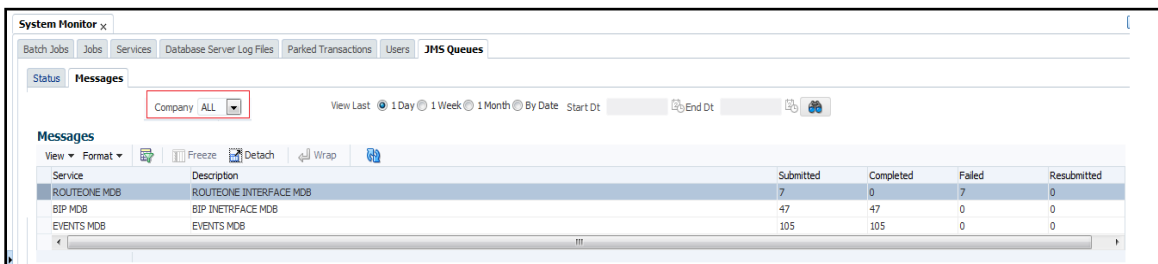 System Monitor x
Batch Jobs Jobs Services Database Server Log Files Parked Transactions Users JMS Queues
Status Messages
Company ALL View Last 1 Day 1 Week 1 Month By Date Start Dt End Dt
Messages
View Format Freeze Detach Wrap
Service Description Submitted Completed Failed Resubmitted
ROUTEONE MDB ROUTEONE INTERFACE MDB 7 0 7 0
BIP MDB BIP INETRFACE MDB 47 47 0 0
EVENTS MDB EVENTS MDB 105 105 0 0